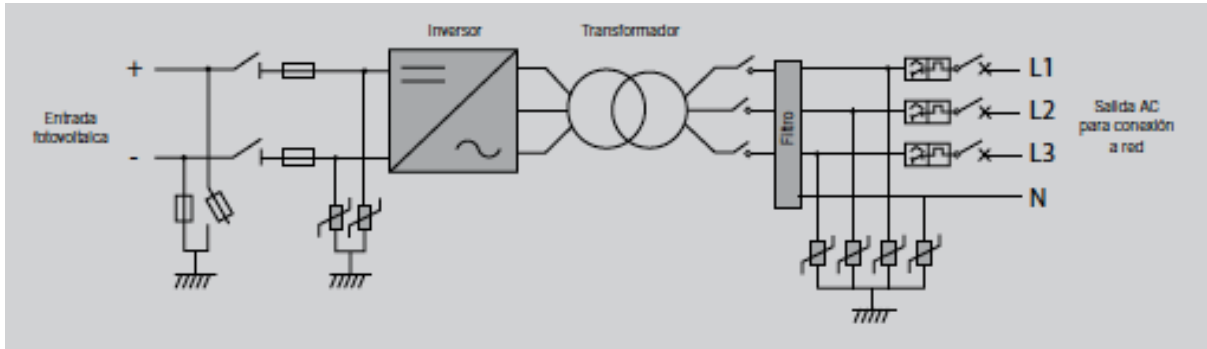 Inversor
Transformador
+
-
Entrada
fotovoltaica
Filtro
L1
L2
L3
N
Salida AC
para conexión
a red